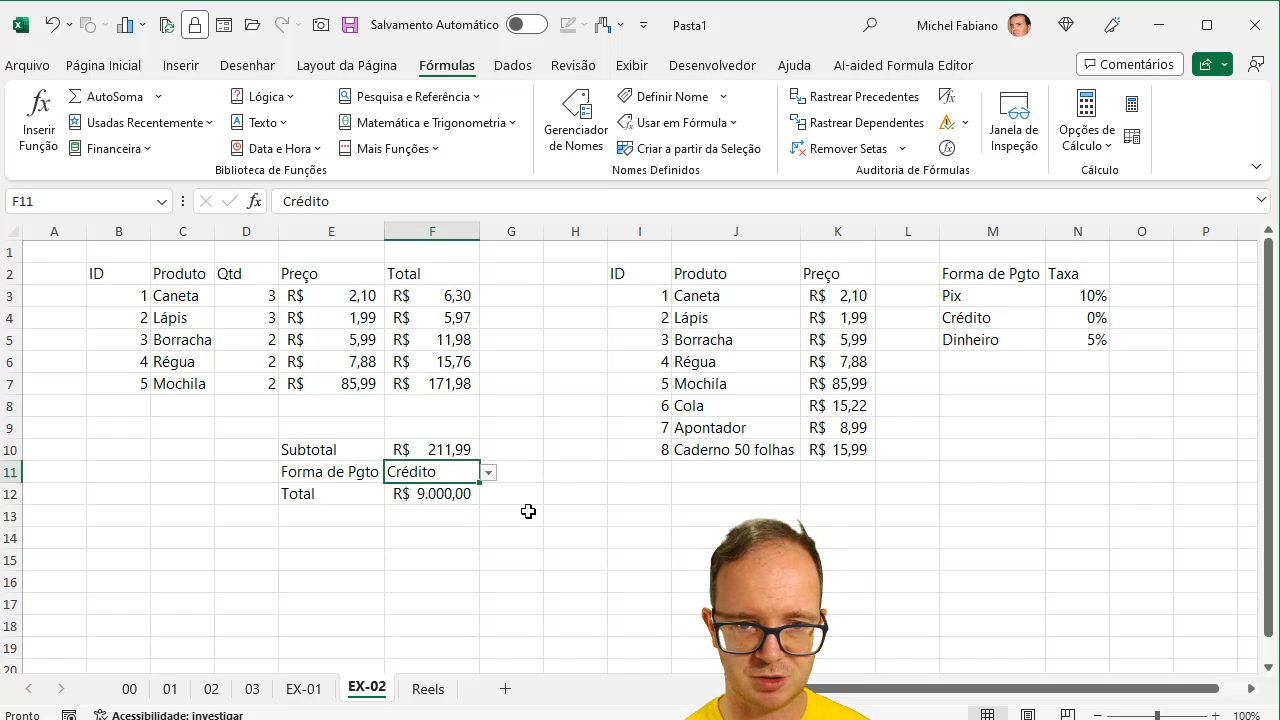 Salvamento Automático
Pasta1
Michel Fabiano
Arquivo Página Inicial Inserir Desenhar Layout da Página Fórmulas Dados Revisão Exibir Desenvolvedor Ajuda AI-aided Formula Editor Comentários
fx Inserir Função
AutoSoma
Usadas Recentemente
Financeira
Lógica
Texto
Data e Hora
Pesquisa e Referência
Matemática e Trigonometria
Mais Funções
Biblioteca de Funções
Gerenciador de Nomes
Definir Nome
Usar em Fórmula
Criar a partir da Seleção
Nomes Definidos
Rastrear Precedentes
Rastrear Dependentes
Remover Setas
Auditoria de Fórmulas
Janela de Inspeção
Opções de Cálculo
Cálculo
F11 fx Crédito
A B C D E F G H I J K L M N O P
1
2 ID Produto Qtd Preço Total ID Produto Preço Forma de Pgto Taxa
3 1 Caneta 3 R$ 2,10 R$ 6,30 1 Caneta R$ 2,10 Pix 10%
4 2 Lápis 3 R$ 1,99 R$ 5,97 2 Lápis R$ 1,99 Crédito 0%
5 3 Borracha 2 R$ 5,99 R$ 11,98 3 Borracha R$ 5,99 Dinheiro 5%
6 4 Régua 2 R$ 7,88 R$ 15,76 4 Régua R$ 7,88
7 5 Mochila 2 R$ 85,99 R$ 171,98 5 Mochila R$ 85,99
8 6 Cola R$ 15,22
9 7 Apontador R$ 8,99
10 Subtotal R$ 211,99 8 Caderno 50 folhas R$ 15,99
11 Forma de Pgto Crédito
12 Total R$ 9.000,00
13
14
15
16
17
18
19
20
00 01 02 03 EX-01 EX-02 Reels
Pronto Acessibilidade: investigar 100%